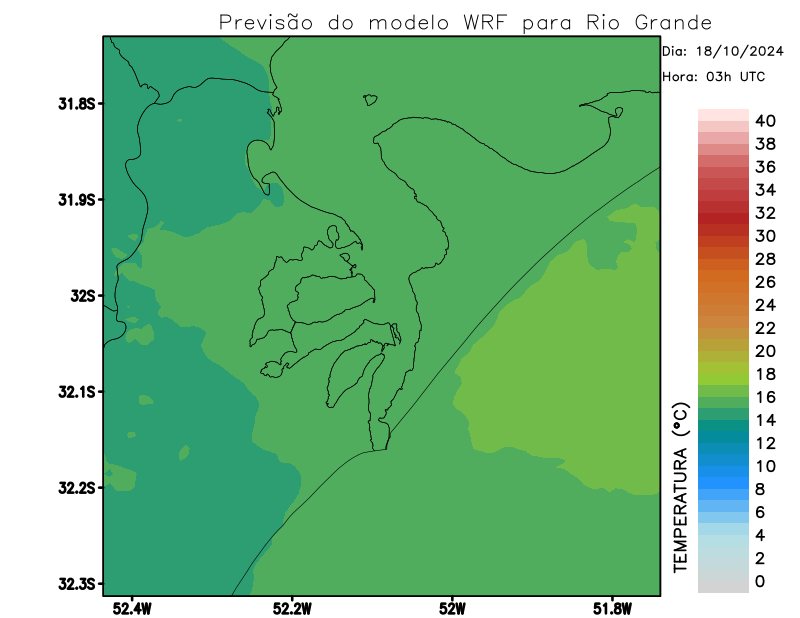 Previsão do modelo WRF para Rio Grande
Dia: 18/10/2024
Hora: 03h UTC
31.8S
31.9S
32S
32.1S
32.2S
32.3S
52.4W
52.2W
52W
51.8W
TEMPERATURA (°C)
40
38
36
34
32
30
28
26
24
22
20
18
16
14
12
10
8
6
4
2
0